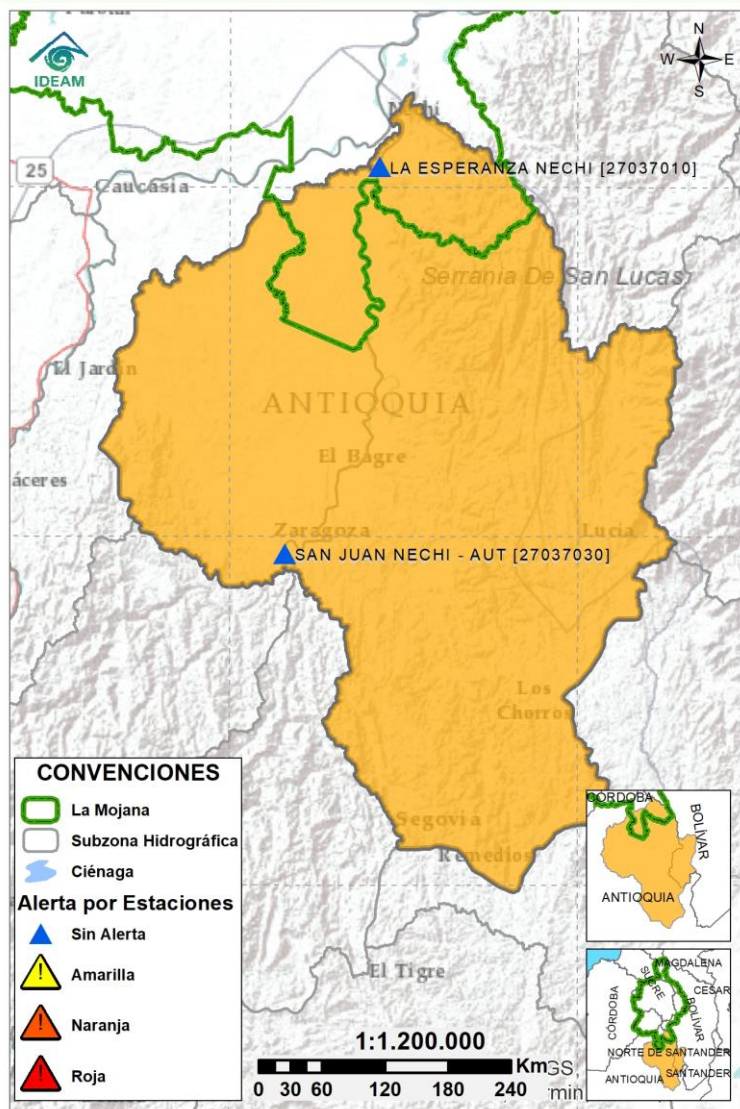 IDEAM
N
W E
S
Nechí
25
Caucasia
LA ESPERANZA NECHI [27037010]
Serranía De San Lucas
El Jardín
ANTIOQUIA
El Bagre
áceres
Zaragoza
Lucía
SAN JUAN NECHI - AUT [27037030]
Los
Chorros
Segovia
Remedios
El Tigre
CONVENCIONES
La Mojana
Subzona Hidrográfica
Ciénaga
Alerta por Estaciones
Sin Alerta
Amarilla
Naranja
Roja
1:1.200.000
Km
0 30 60 120 180 240
GS,
min
CÓRDOBA
BOLÍVAR
ANTIOQUIA
MAGDALENA
SUCRE
CESAR
CÓRDOBA
BOLÍVAR
NORTE DE SANTANDER
ANTIOQUIA
SANTANDER